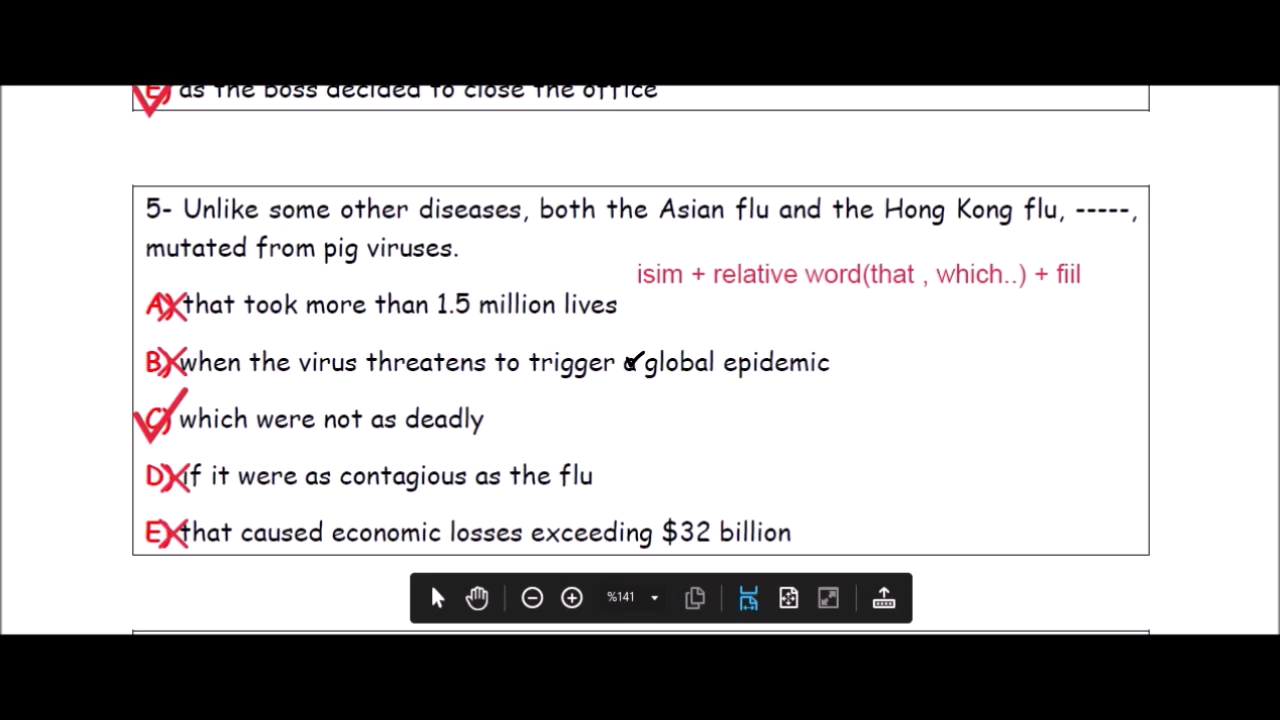 E) as the boss decided to close the office
5- Unlike some other diseases, both the Asian flu and the Hong Kong flu, -----,
mutated from pig viruses.
isim + relative word(that , which..) + fiil
A) that took more than 1.5 million lives
B) when the virus threatens to trigger a global epidemic
C) which were not as deadly
D) if it were as contagious as the flu
E) that caused economic losses exceeding $32 billion
%141